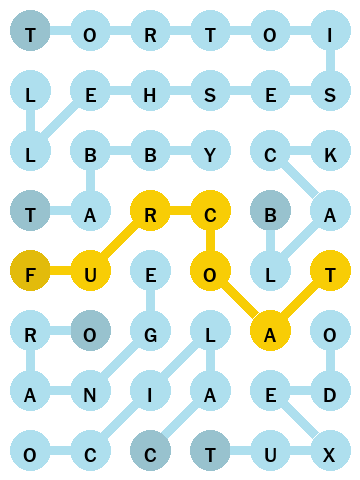 T O R T O I
L E H S E S
L B B Y C K
T A R C B A
F U E O L T
R O G L A O
A N I A E D
O C C T U X